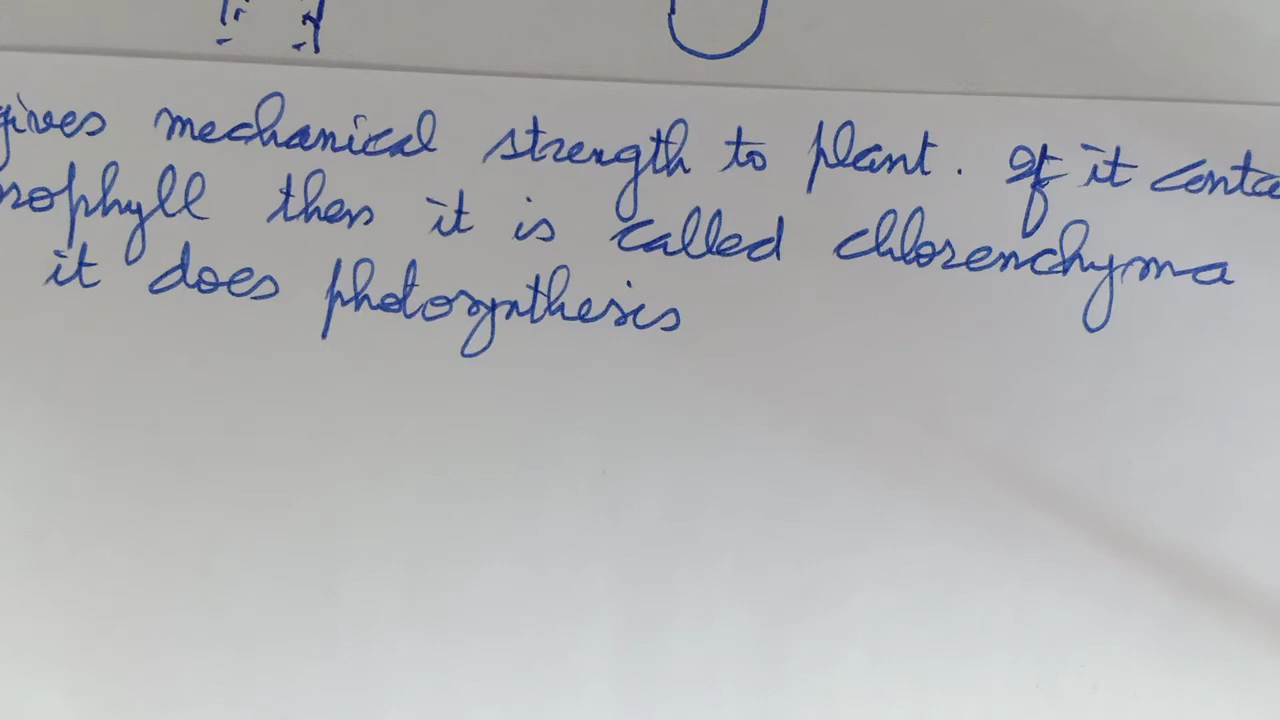 gives mechanical strength to plant. If it conta
rophyll then it is called chlorenchyma
it does photosynthesis